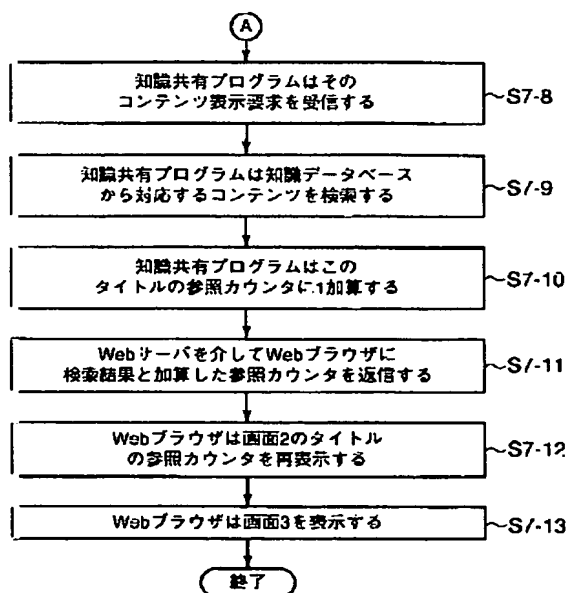 A
知識共有プログラムはその
コンテンツ表示要求を受信する
S7-8
知識共有プログラムは知識データベース
から対応するコンテンツを検索する
S7-9
知識共有プログラムはこの
タイトルの参照カウンタに1加算する
S7-10
Webサーバを介してWebブラウザに
検索結果と加算した参照カウンタを返信する
S7-11
Webブラウザは画面2のタイトル
の参照カウンタを再表示する
S7-12
Webブラウザは画面3を表示する
S7-13
終了